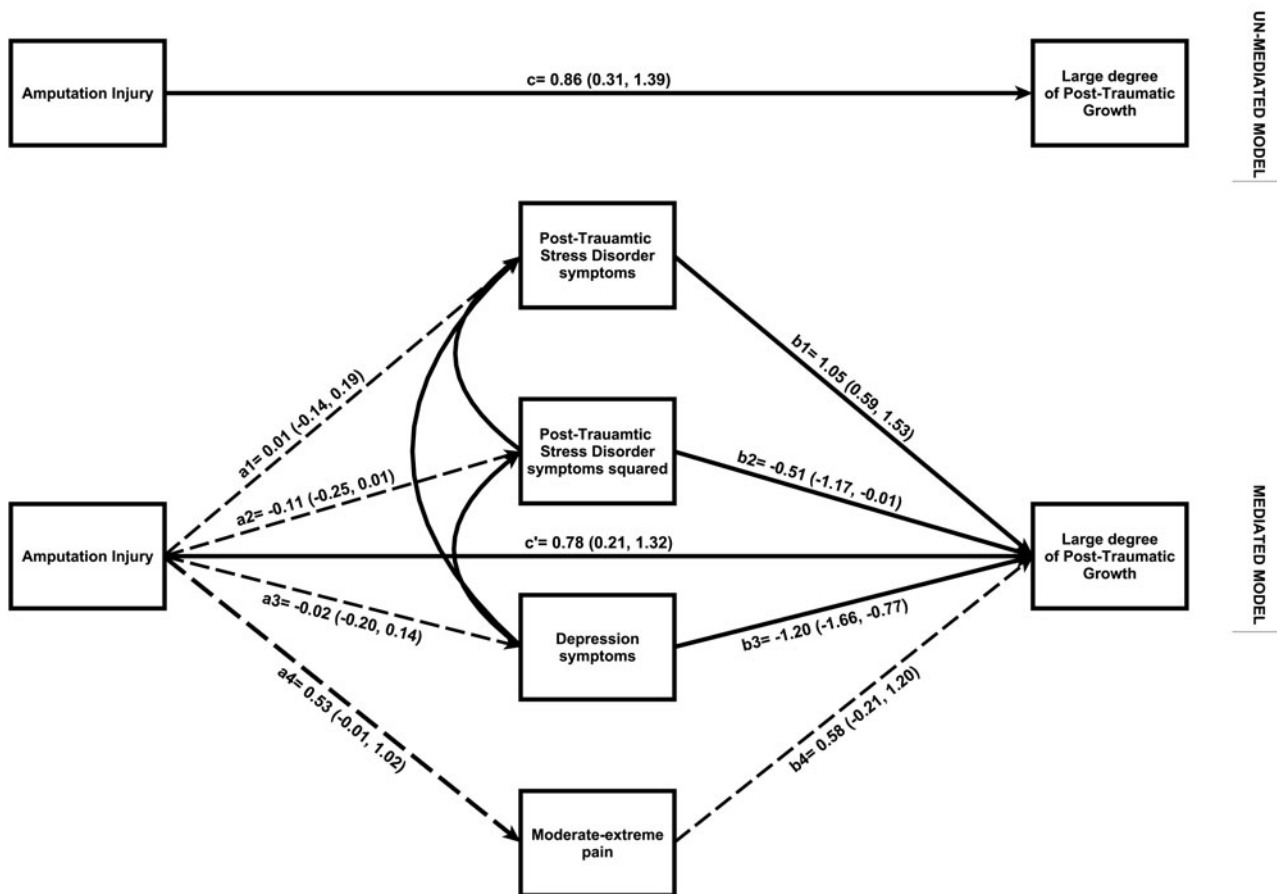 Amputation Injury
c= 0.86 (0.31, 1.39)
Large degree
of Post-Traumatic
Growth
UN-MEDIATED MODEL
Post-Trauamtic
Stress Disorder
symptoms
a1= 0.01 (-0.14, 0.19)
b1= 1.05 (0.59, 1.53)
Post-Trauamtic
Stress Disorder
symptoms squared
a2= -0.11 (-0.25, 0.01)
b2= -0.51 (-1.17, -0.01)
Amputation Injury
c'= 0.78 (0.21, 1.32)
Large degree
of Post-Traumatic
Growth
MEDIATED MODEL
a3= -0.02 (-0.20, 0.14)
Depression
symptoms
b3= -1.20 (-1.66, -0.77)
a4= 0.53 (-0.01, 1.02)
Moderate-extreme
pain
b4= 0.58 (-0.21, 1.20)